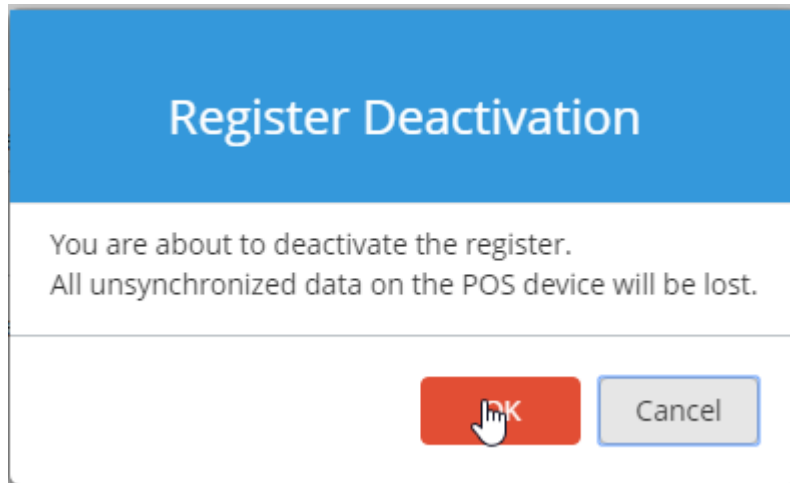 Register Deactivation
You are about to deactivate the register.
All unsynchronized data on the POS device will be lost.
OK Cancel